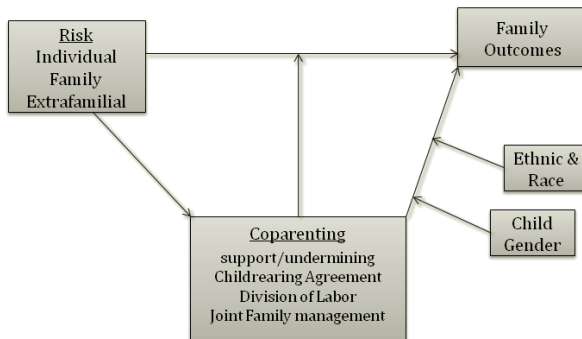 Risk
Individual
Family
Extrafamilial
Family
Outcomes
Ethnic &
Race
Child
Gender
Coparenting
support/undermining
Childrearing Agreement
Division of Labor
Joint Family management